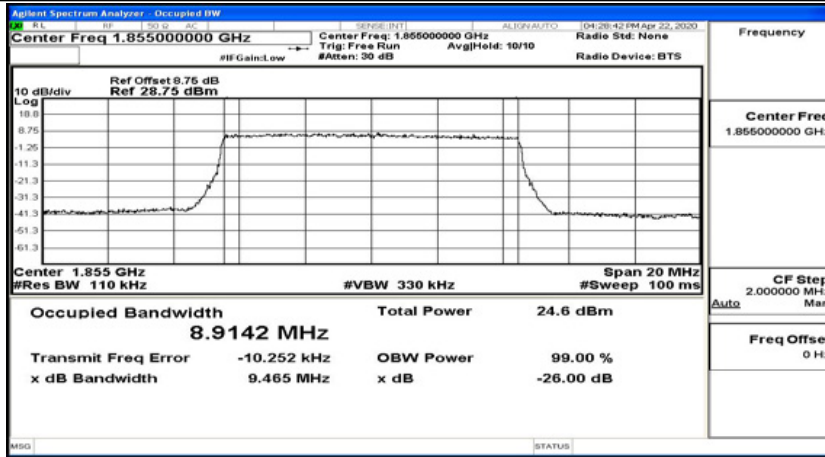 Agilent Spectrum Analyzer - Occupied BW
RL RF 50 Ω AC SENSE:INT ALIGN AUTO 04:28:42 PM Apr 22, 2020
Center Freq 1.855000000 GHz Center Freq: 1.855000000 GHz Radio Std: None Frequency
Trig: Free Run Avg|Hold: 10/10
#IFGain:Low #Atten: 30 dB Radio Device: BTS
Ref Offset 8.75 dB
10 dB/div Ref 28.75 dBm
Log
18.8
8.75
-1.25
-11.3
-21.3
-31.3
-41.3
-51.3
-61.3
Center Freq
1.855000000 GHz
Center 1.855 GHz Span 20 MHz
#Res BW 110 kHz #VBW 330 kHz #Sweep 100 ms
CF Step
2.000000 MH
Auto Ma
Occupied Bandwidth Total Power 24.6 dBm
8.9142 MHz
Transmit Freq Error -10.252 kHz OBW Power 99.00 %
x dB Bandwidth 9.465 MHz x dB -26.00 dB
Freq Offse
0 H
MSG STATUS